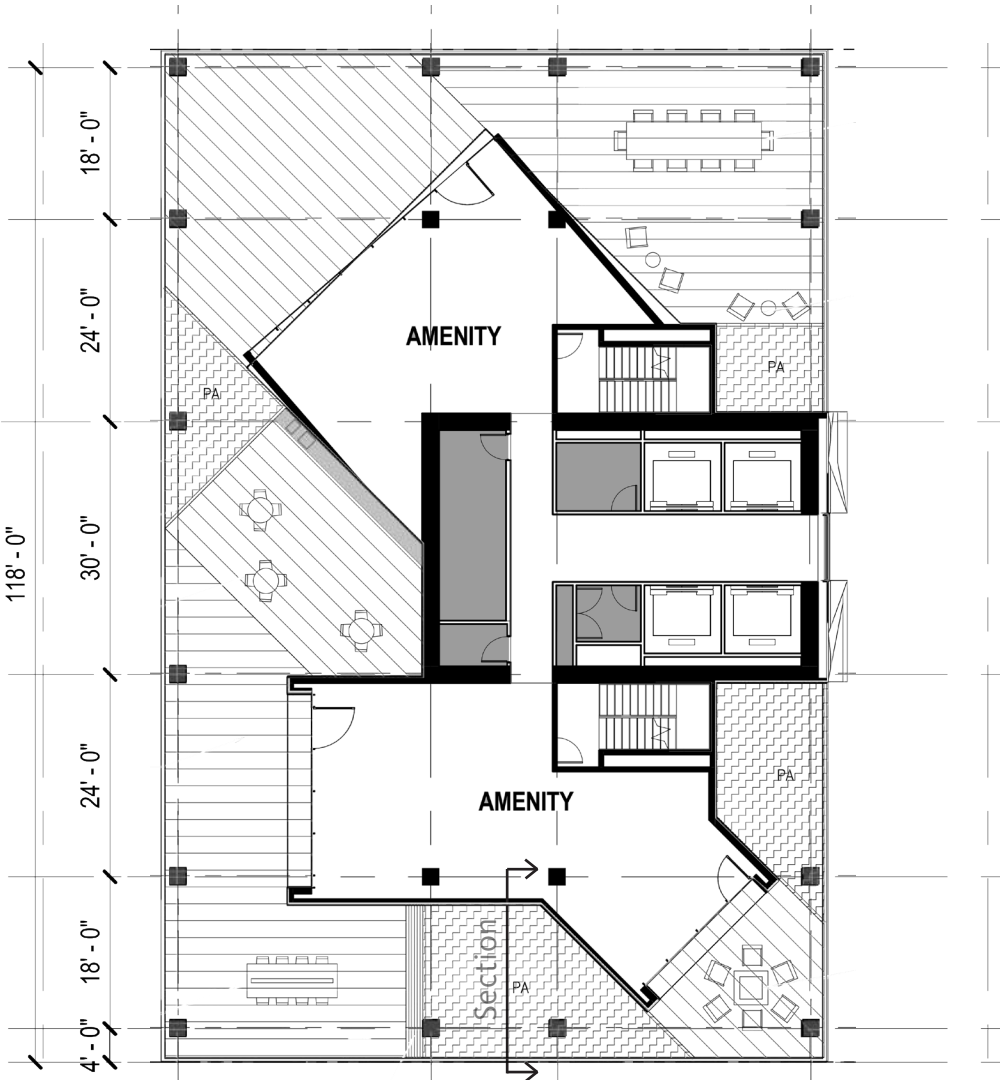 18' - 0"
24' - 0"
AMENITY
PA
PA
30' - 0"
118' - 0"
24' - 0"
AMENITY
PA
18' - 0"
Section
PA
4' - 0"